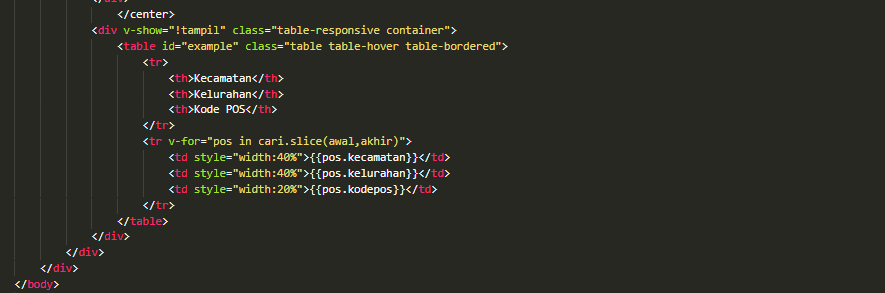 </div>
</center>
<div v-show="!tampil" class="table-responsive container">
<table id="example" class="table table-hover table-bordered">
<tr>
<th>Kecamatan</th>
<th>Kelurahan</th>
<th>Kode POS</th>
</tr>
<tr v-for="pos in cari.slice(awal,akhir)">
<td style="width:40%">{{pos.kecamatan}}</td>
<td style="width:40%">{{pos.kelurahan}}</td>
<td style="width:20%">{{pos.kodepos}}</td>
</tr>
</table>
</div>
</div>
</div>
</body>